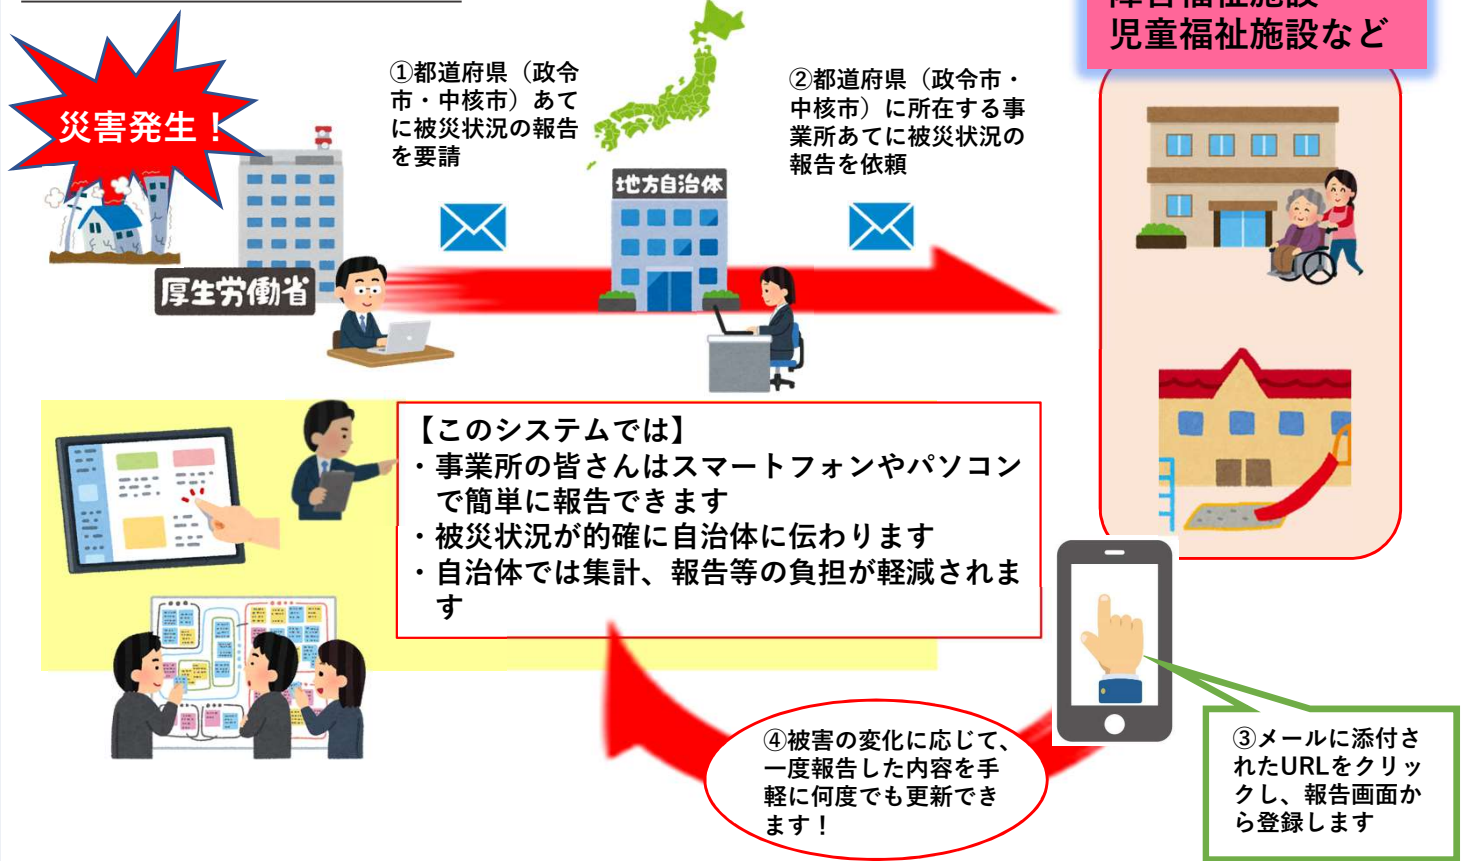 障害福祉施設
児童福祉施設など
災害発生！
①都道府県（政令
市・中核市）あて
に被災状況の報告
を要請
②都道府県（政令市・
中核市）に所在する事
業所あてに被災状況の
報告を依頼
地方自治体
厚生労働省
【このシステムでは】
・事業所の皆さんはスマートフォンやパソコン
で簡単に報告できます
・被災状況が的確に自治体に伝わります
・自治体では集計、報告等の負担が軽減されま
す
④被害の変化に応じて、
一度報告した内容を手
軽に何度でも更新でき
ます！
③メールに添付さ
れたURLをクリッ
クし、報告画面か
ら登録します